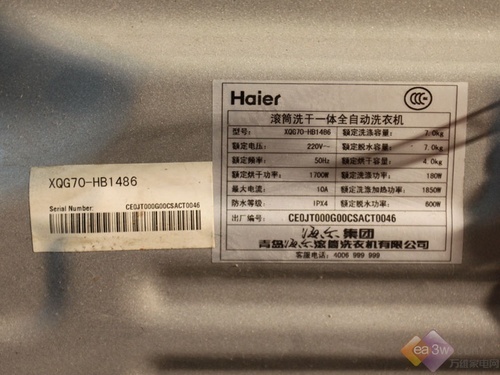 XQG70-HB1486
Serial Number: CE0JT000G00CSACT0046
Haier
滚筒洗干一体全自动洗衣机
型号: XQG70-HB1486 额定洗涤容量: 7.0kg
额定电压: 220V~ 额定脱水容量: 7.0kg
额定频率: 50Hz 额定烘干容量: 4.0kg
额定烘干功率: 1700W 额定洗涤功率: 180W
最大电流: 10A 额定洗涤加热功率: 1850W
防水等级: IPX4 额定脱水功率: 600W
出厂编号: CE0JT000G00CSACT0046
海尔集团
青岛海尔滚筒洗衣机有限公司
客服电话: 4006 999 999
ea3w
万维家电网